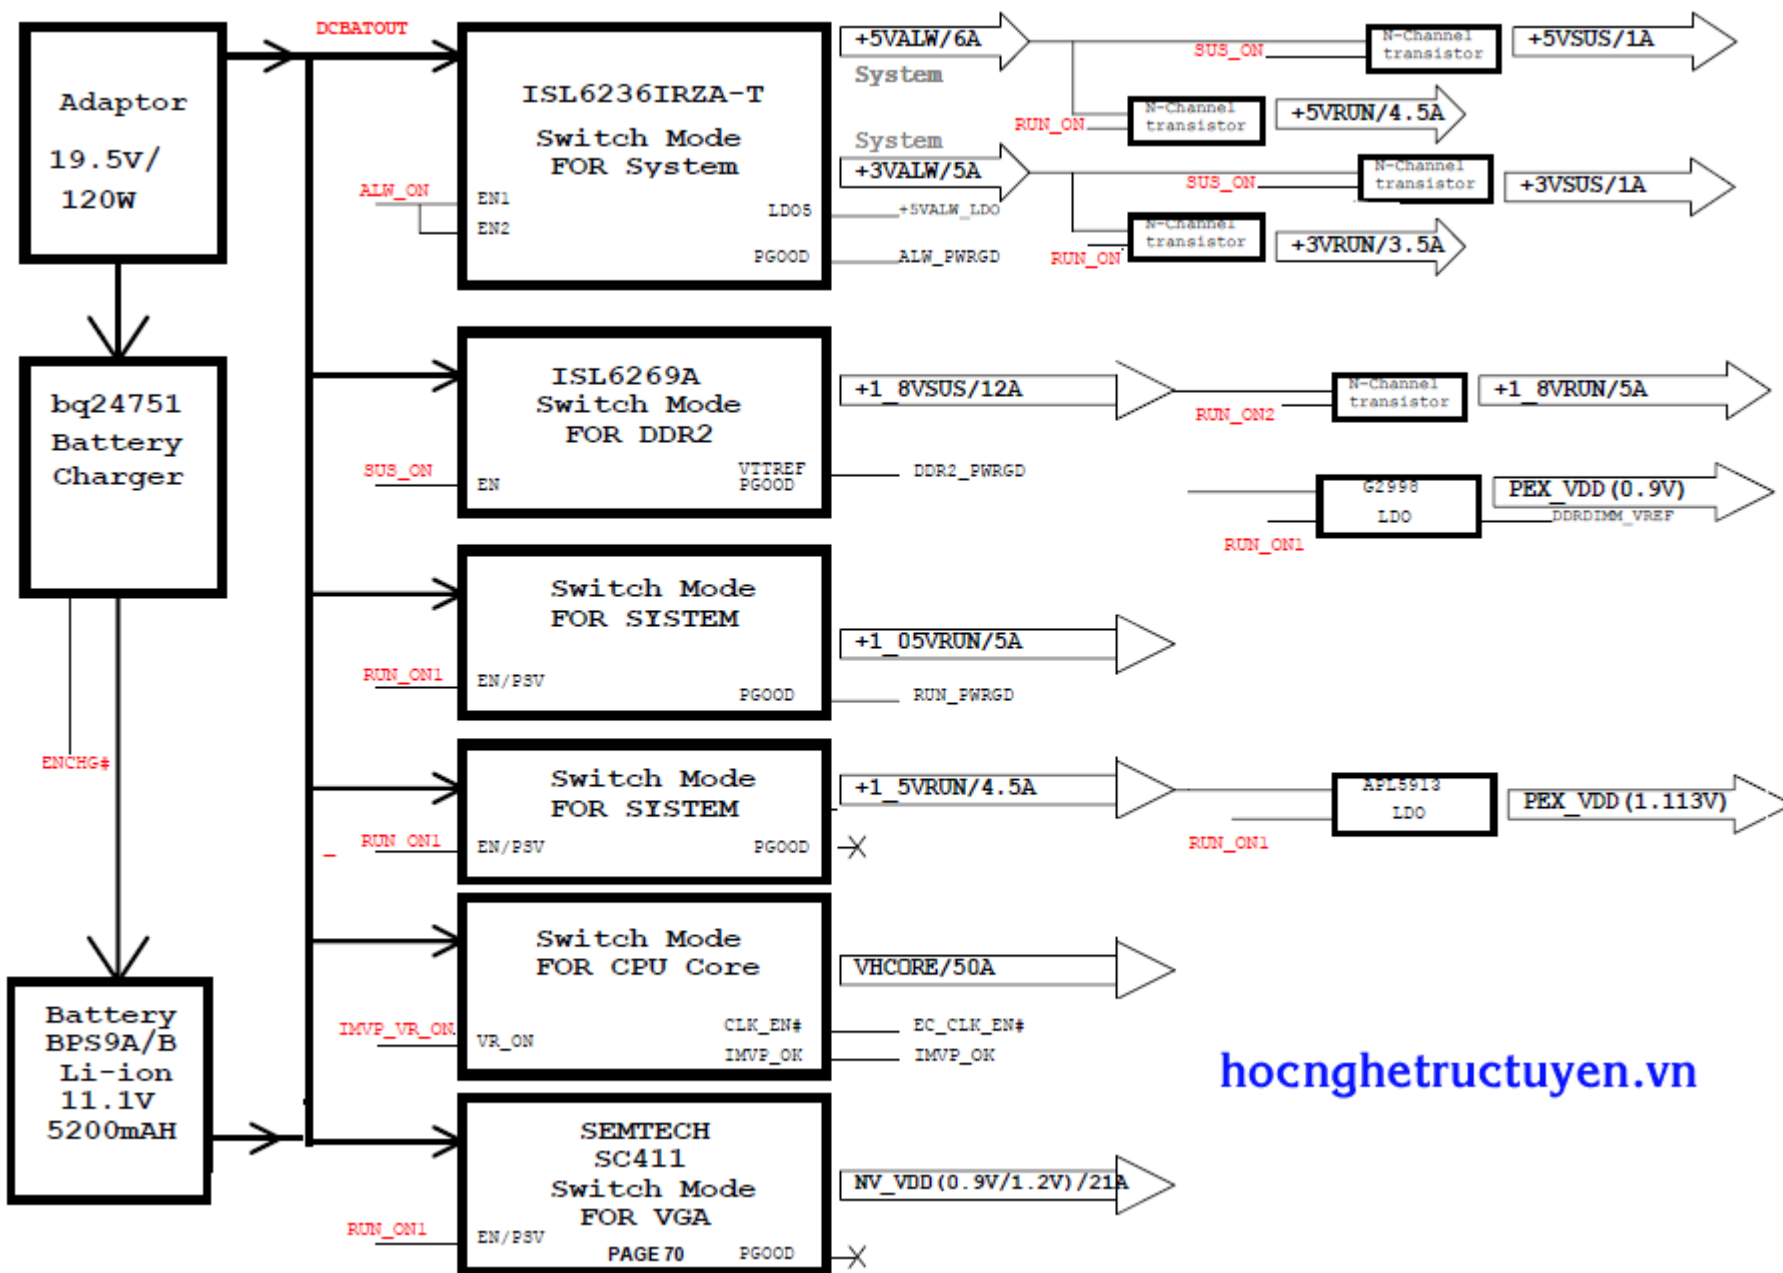 DCBATOUT
Adaptor
19.5V/
120W
bq24751
Battery
Charger
ENCHG#
Battery
BPS9A/B
Li-ion
11.1V
5200mAH
ISL6236IRZA-T
Switch Mode
FOR System
ALW_ON
EN1
EN2
LDO5
+5VALW_LDO
PGOOD
ALW_PWRGD
+5VALW/6A
System
System
+3VALW/5A
SUS_ON
N-Channel
transistor
+5VSUS/1A
RUN_ON
N-Channel
transistor
+5VRUN/4.5A
SUS_ON
N-Channel
transistor
+3VSUS/1A
RUN_ON
N-Channel
transistor
+3VRUN/3.5A
ISL6269A
Switch Mode
FOR DDR2
SUS_ON
EN
VTTREF
PGOOD
DDR2_PWRGD
+1_8VSUS/12A
RUN_ON2
N-Channel
transistor
+1_8VRUN/5A
G2998
LDO
RUN_ON1
PEX_VDD(0.9V)
DDRDIMM_VREF
Switch Mode
FOR SYSTEM
RUN_ON1
EN/PSV
PGOOD
RUN_PWRGD
+1_05VRUN/5A
Switch Mode
FOR SYSTEM
_ RUN_ON1
EN/PSV
PGOOD
+1_5VRUN/4.5A
RUN_ON1
APL5913
LDO
PEX_VDD(1.113V)
Switch Mode
FOR CPU Core
IMVP_VR_ON
VR_ON
CLK_EN#
EC_CLK_EN#
IMVP_OK
IMVP_OK
VHCORE/50A
hocnghetructuyen.vn
SEMTECH
SC411
Switch Mode
FOR VGA
RUN_ON1
EN/PSV
PAGE 70
PGOOD
NV_VDD(0.9V/1.2V)/21A